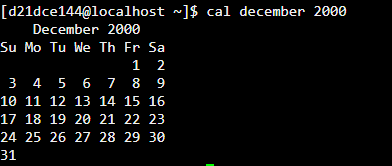 [d21dce144@localhost ~]$ cal december 2000
    December 2000
Su Mo Tu We Th Fr Sa
                1  2
 3  4  5  6  7  8  9
10 11 12 13 14 15 16
17 18 19 20 21 22 23
24 25 26 27 28 29 30
31